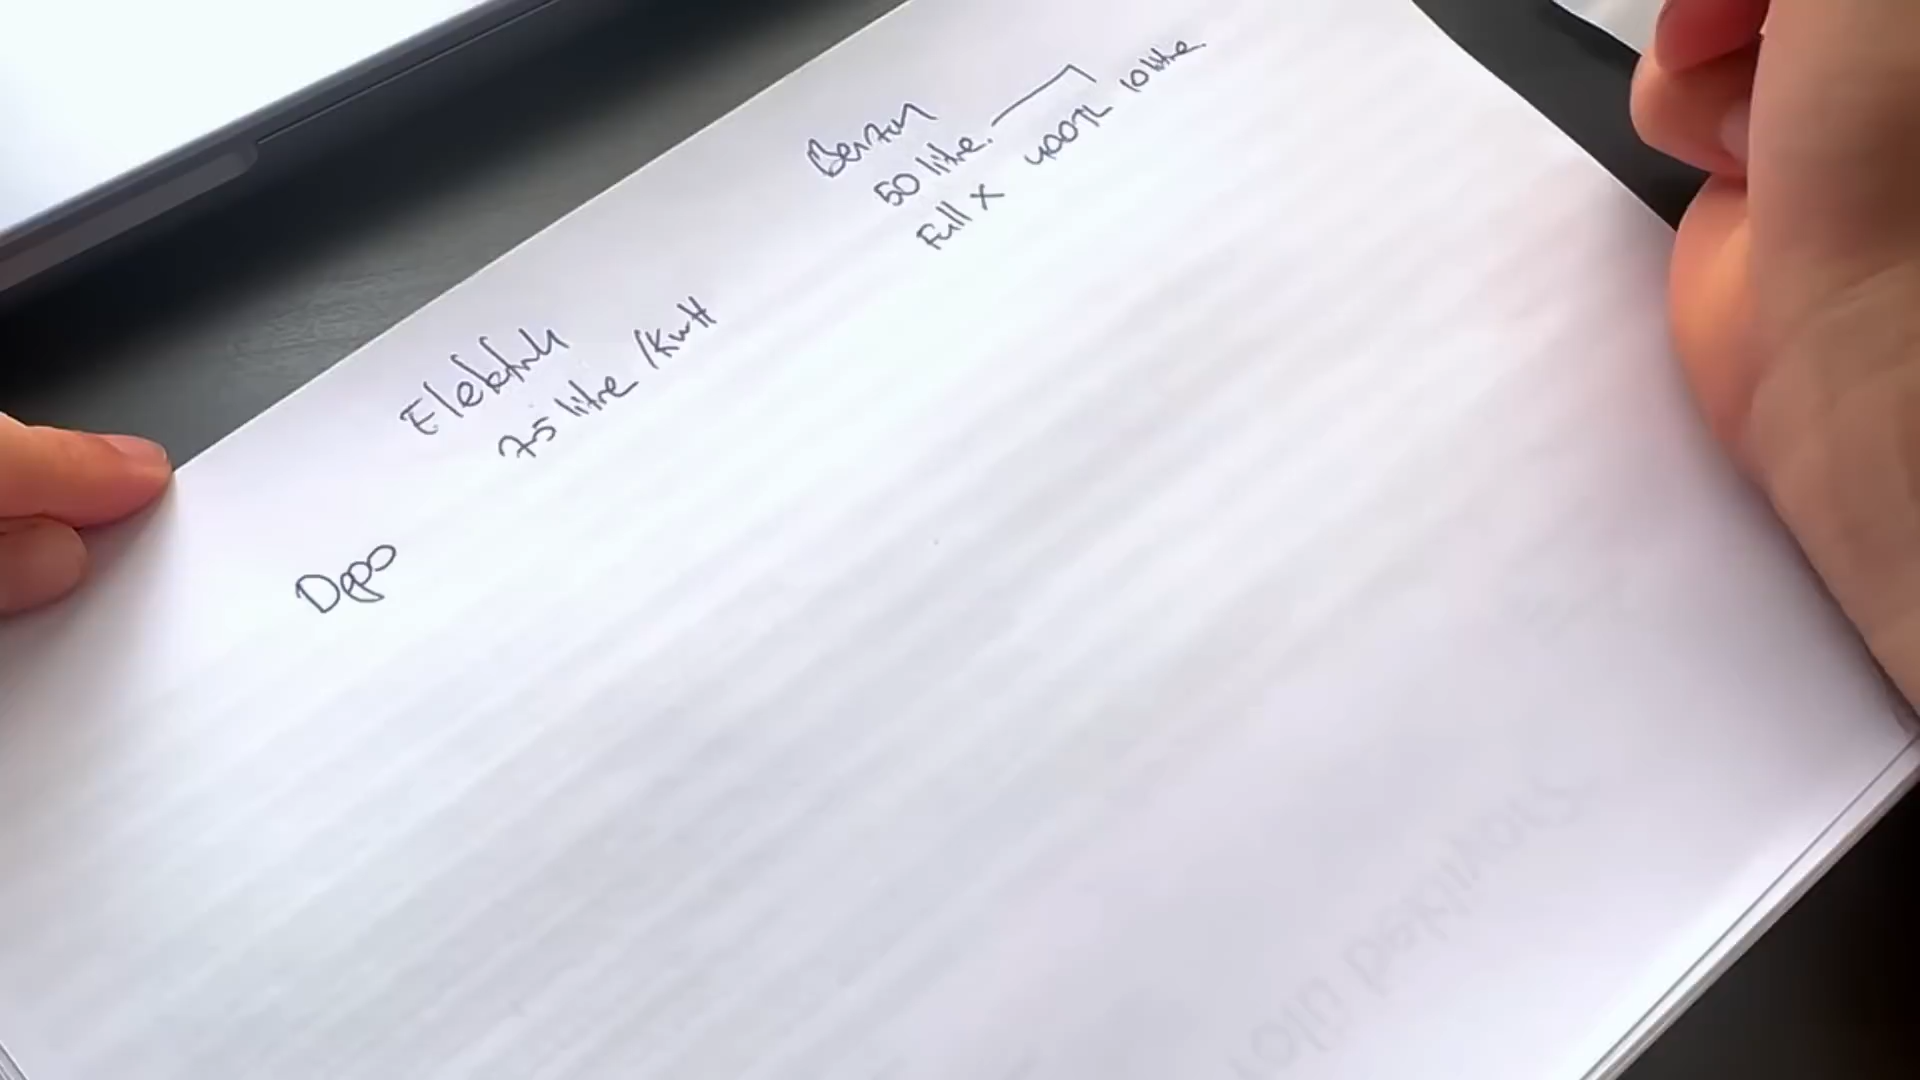 Benzin
50 litre.
Full X 400TL 10 litre.
Elektrik
75 litre /KwH
Depo